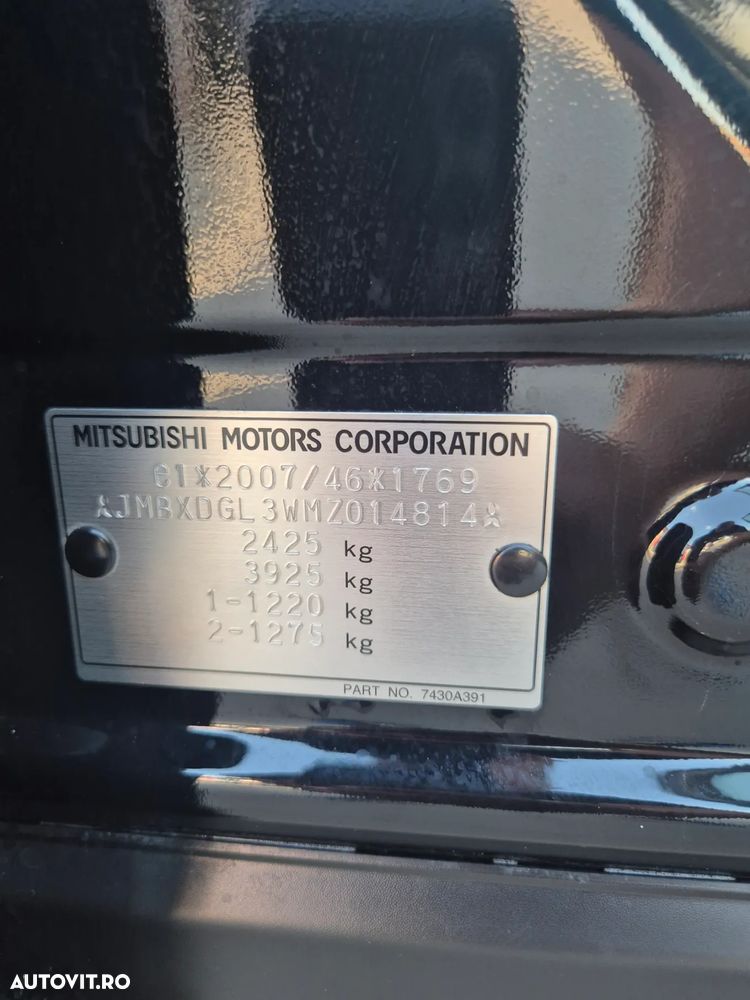 MITSUBISHI MOTORS CORPORATION
e1*2007/46*1769
*JMBXDGL3WMZ014814*
2425 kg
3925 kg
1-1220 kg
2-1275 kg
PART NO. 7430A391
AUTOVIT.RO